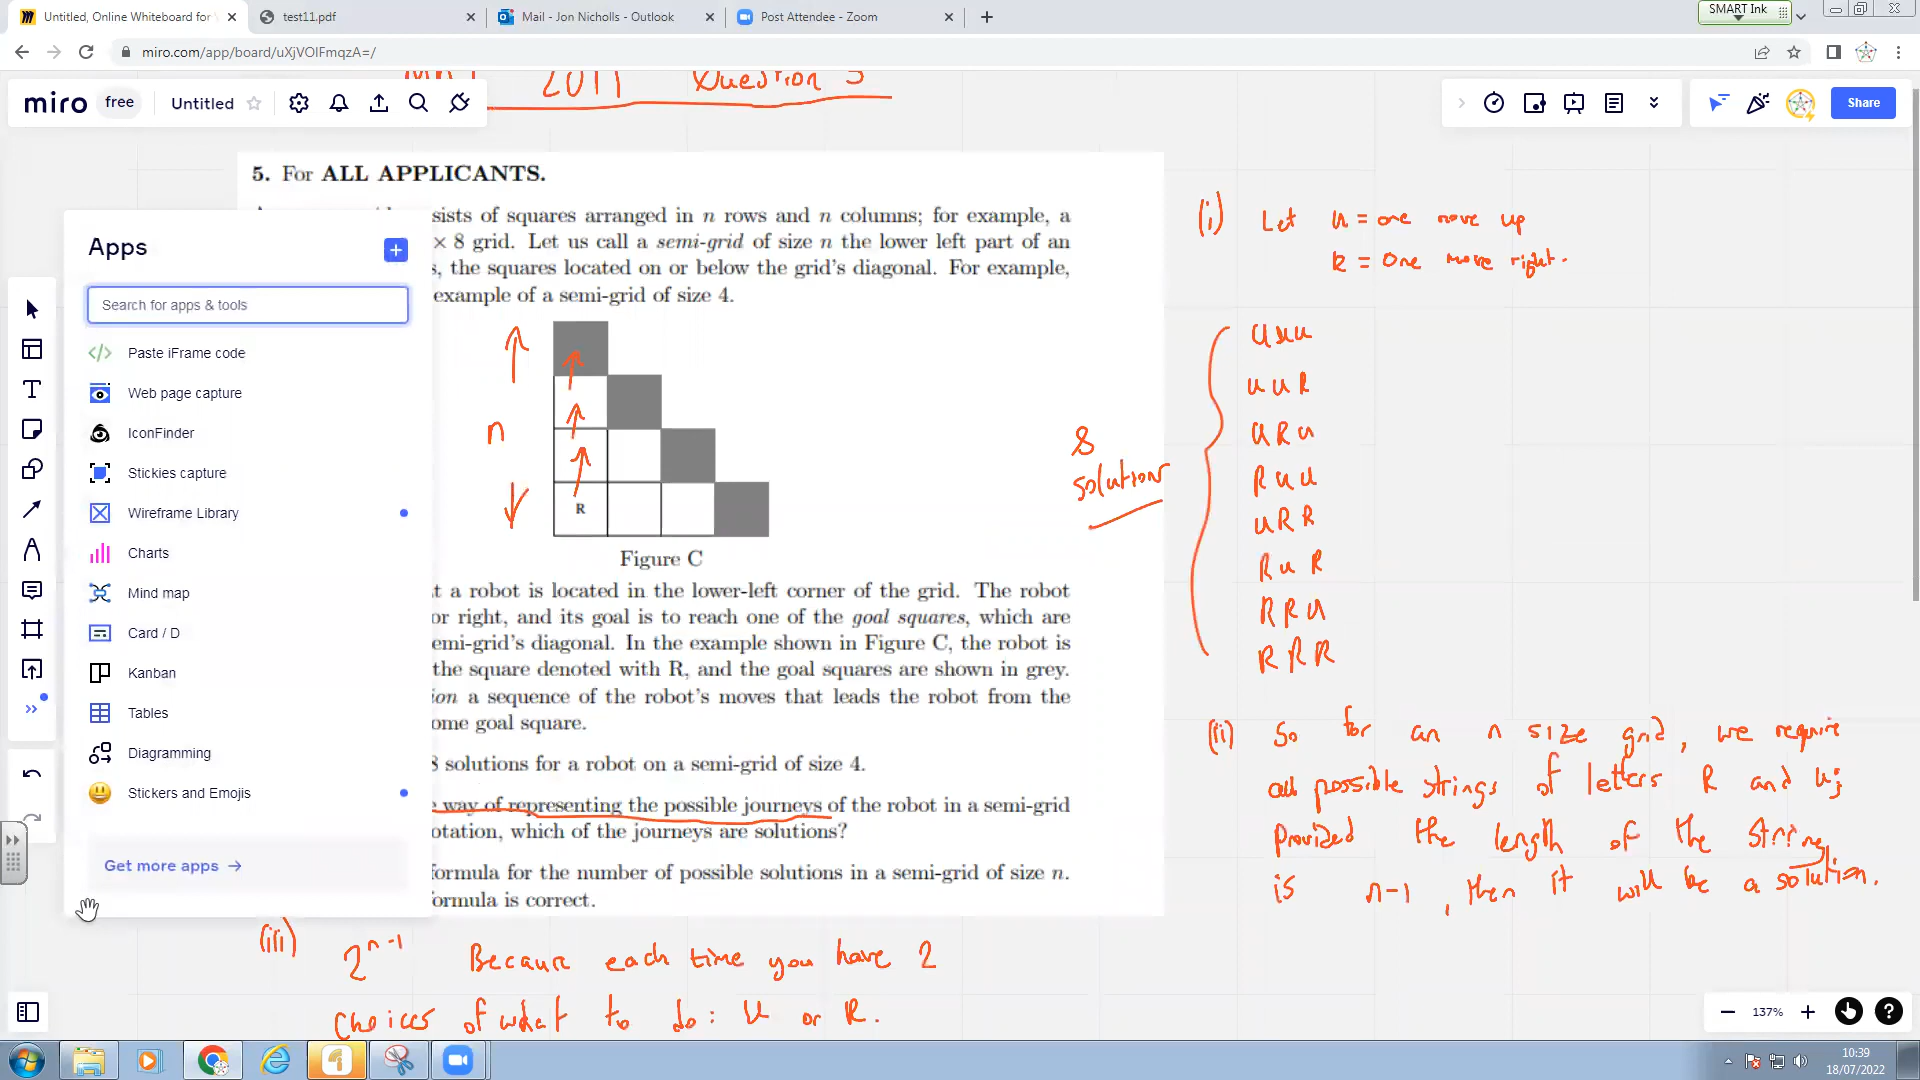 Untitled, Online Whiteboard for
test11.pdf
Mail - Jon Nicholls - Outlook
Post Attendee - Zoom
SMART Ink
miro.com/app/board/uXjVOlFmqzA=/
2011 Question 5
miro free Untitled
Share
5. For ALL APPLICANTS.
sists of squares arranged in n rows and n columns; for example, a
× 8 grid. Let us call a semi-grid of size n the lower left part of an
s, the squares located on or below the grid's diagonal. For example,
example of a semi-grid of size 4.
n
R
Figure C
t a robot is located in the lower-left corner of the grid. The robot
or right, and its goal is to reach one of the goal squares, which are
emi-grid's diagonal. In the example shown in Figure C, the robot is
the square denoted with R, and the goal squares are shown in grey.
ion a sequence of the robot's moves that leads the robot from the
ome goal square.
8 solutions for a robot on a semi-grid of size 4.
e way of representing the possible journeys of the robot in a semi-grid
otation, which of the journeys are solutions?
formula for the number of possible solutions in a semi-grid of size n.
ormula is correct.
Apps
Search for apps & tools
Paste iFrame code
Web page capture
IconFinder
Stickies capture
Wireframe Library
Charts
Mind map
Card / D
Kanban
Tables
Diagramming
Stickers and Emojis
Get more apps →
(i) Let U = one move up
R = one move right.
8
solutions
U U U
U U R
U R U
R U U
U R R
R U R
R R U
R R R
(ii) So for an n size grid, we require
all possible strings of letters R and U;
provided the length of the string
is n-1, then it will be a solution.
(iii) 2^n-1 Because each time you have 2
choices of what to do: U or R.
137%
10:39
18/07/2022